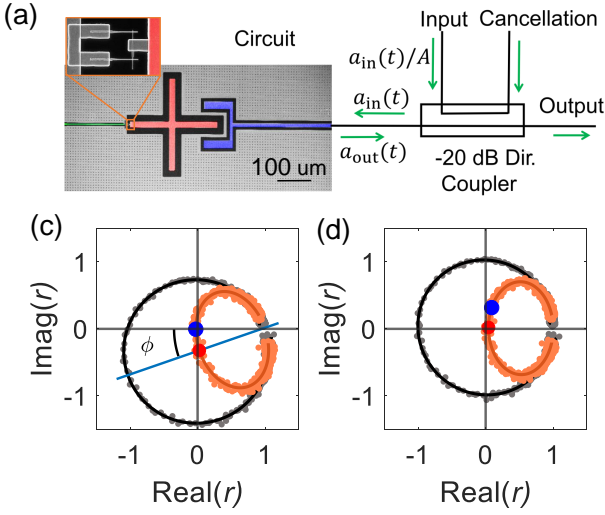 (a)
Circuit
100 um
Input Cancellation
a_in(t)/A
a_in(t)
Output
a_out(t)
-20 dB Dir.
Coupler
(c)
Imag(r)
1
0
-1
ϕ
-1 0 1
Real(r)
(d)
Imag(r)
1
0
-1
-1 0 1
Real(r)